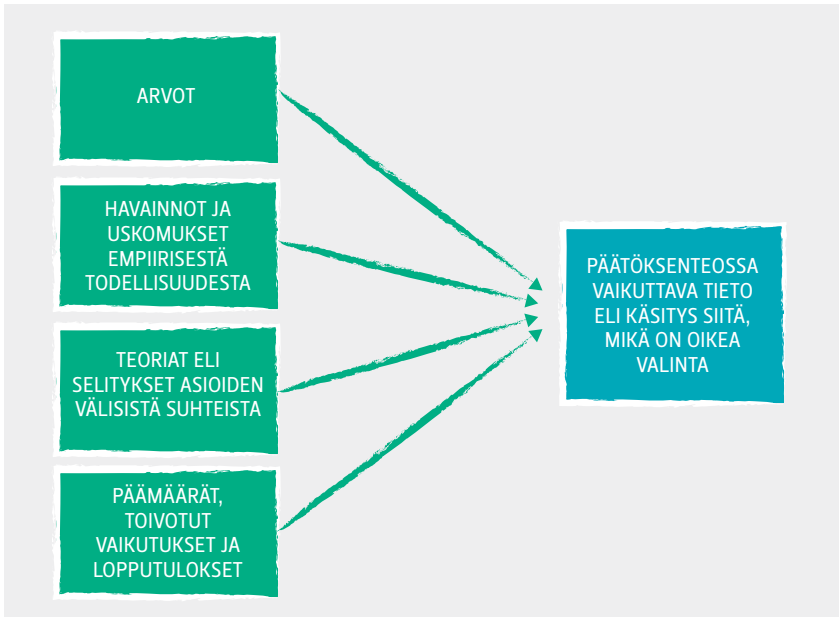 ARVOT
HAVAINNOT JA
USKOMUKSET
EMPIIRISESTÄ
TODELLISUUDESTA
TEORIAT ELI
SELITYKSET ASIOIDEN
VÄLISISTÄ SUHTEISTA
PÄÄMÄÄRÄT,
TOIVOTUT
VAIKUTUKSET JA
LOPPUTULOKSET
PÄÄTÖKSENTEOSSA
VAIKUTTAVA TIETO
ELI KÄSITYS SIITÄ,
MIKÄ ON OIKEA
VALINTA